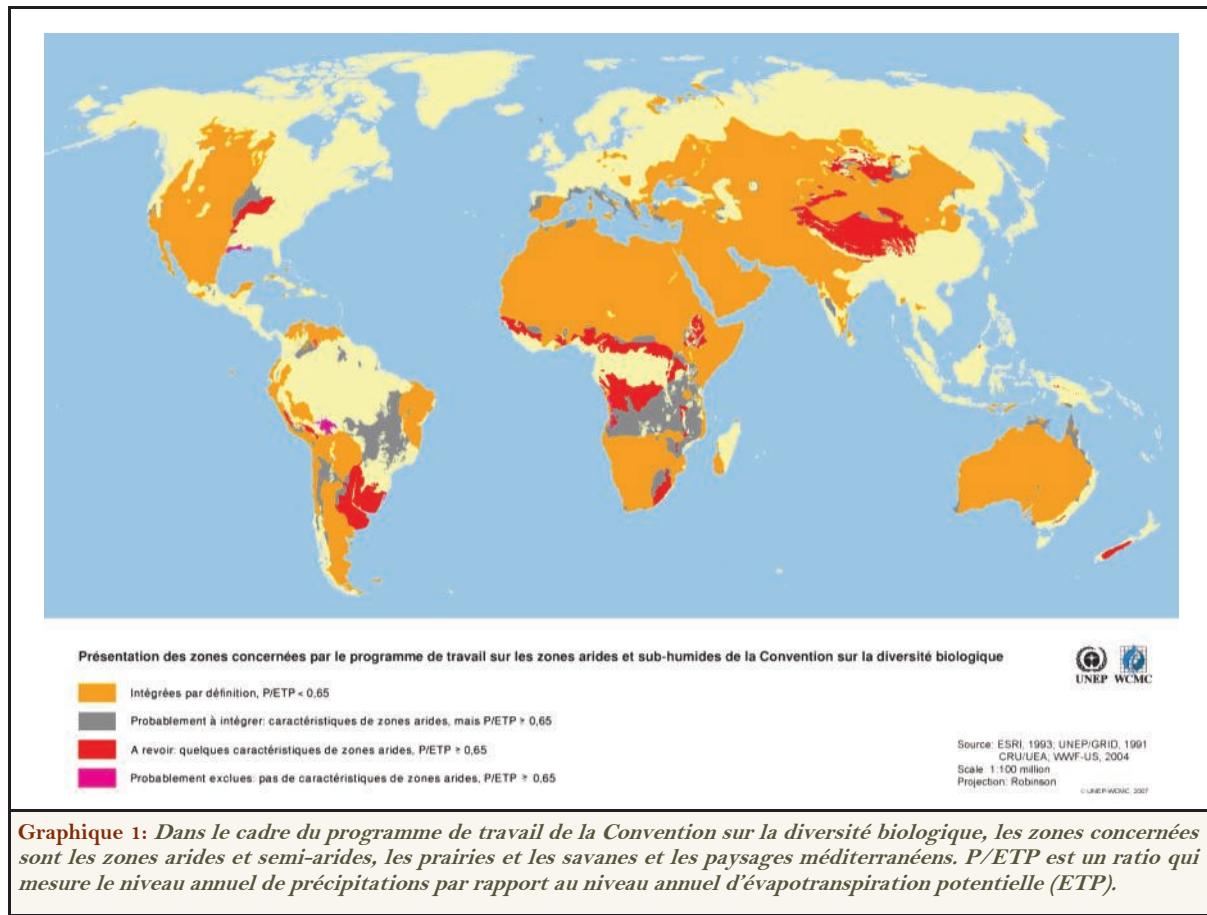 Présentation des zones concernées par le programme de travail sur les zones arides et sub-humides de la Convention sur la diversité biologique
UNEP WCMC
Intégrées par définition, P/ETP < 0,65
Probablement à intégrer: caractéristiques de zones arides, mais P/ETP ≥ 0,65
A revoir: quelques caractéristiques de zones arides, P/ETP ≥ 0,65
Probablement exclues: pas de caractéristiques de zones arides, P/ETP ≥ 0,65
Source: ESRI, 1993; UNEP/GRID, 1991
CRU/UEA; WWF-US, 2004
Scale 1:100 million
Projection: Robinson
© UNEP-WCMC, 2007
Graphique 1: Dans le cadre du programme de travail de la Convention sur la diversité biologique, les zones concernées
sont les zones arides et semi-arides, les prairies et les savanes et les paysages méditerranéens. P/ETP est un ratio qui
mesure le niveau annuel de précipitations par rapport au niveau annuel d'évapotranspiration potentielle (ETP).